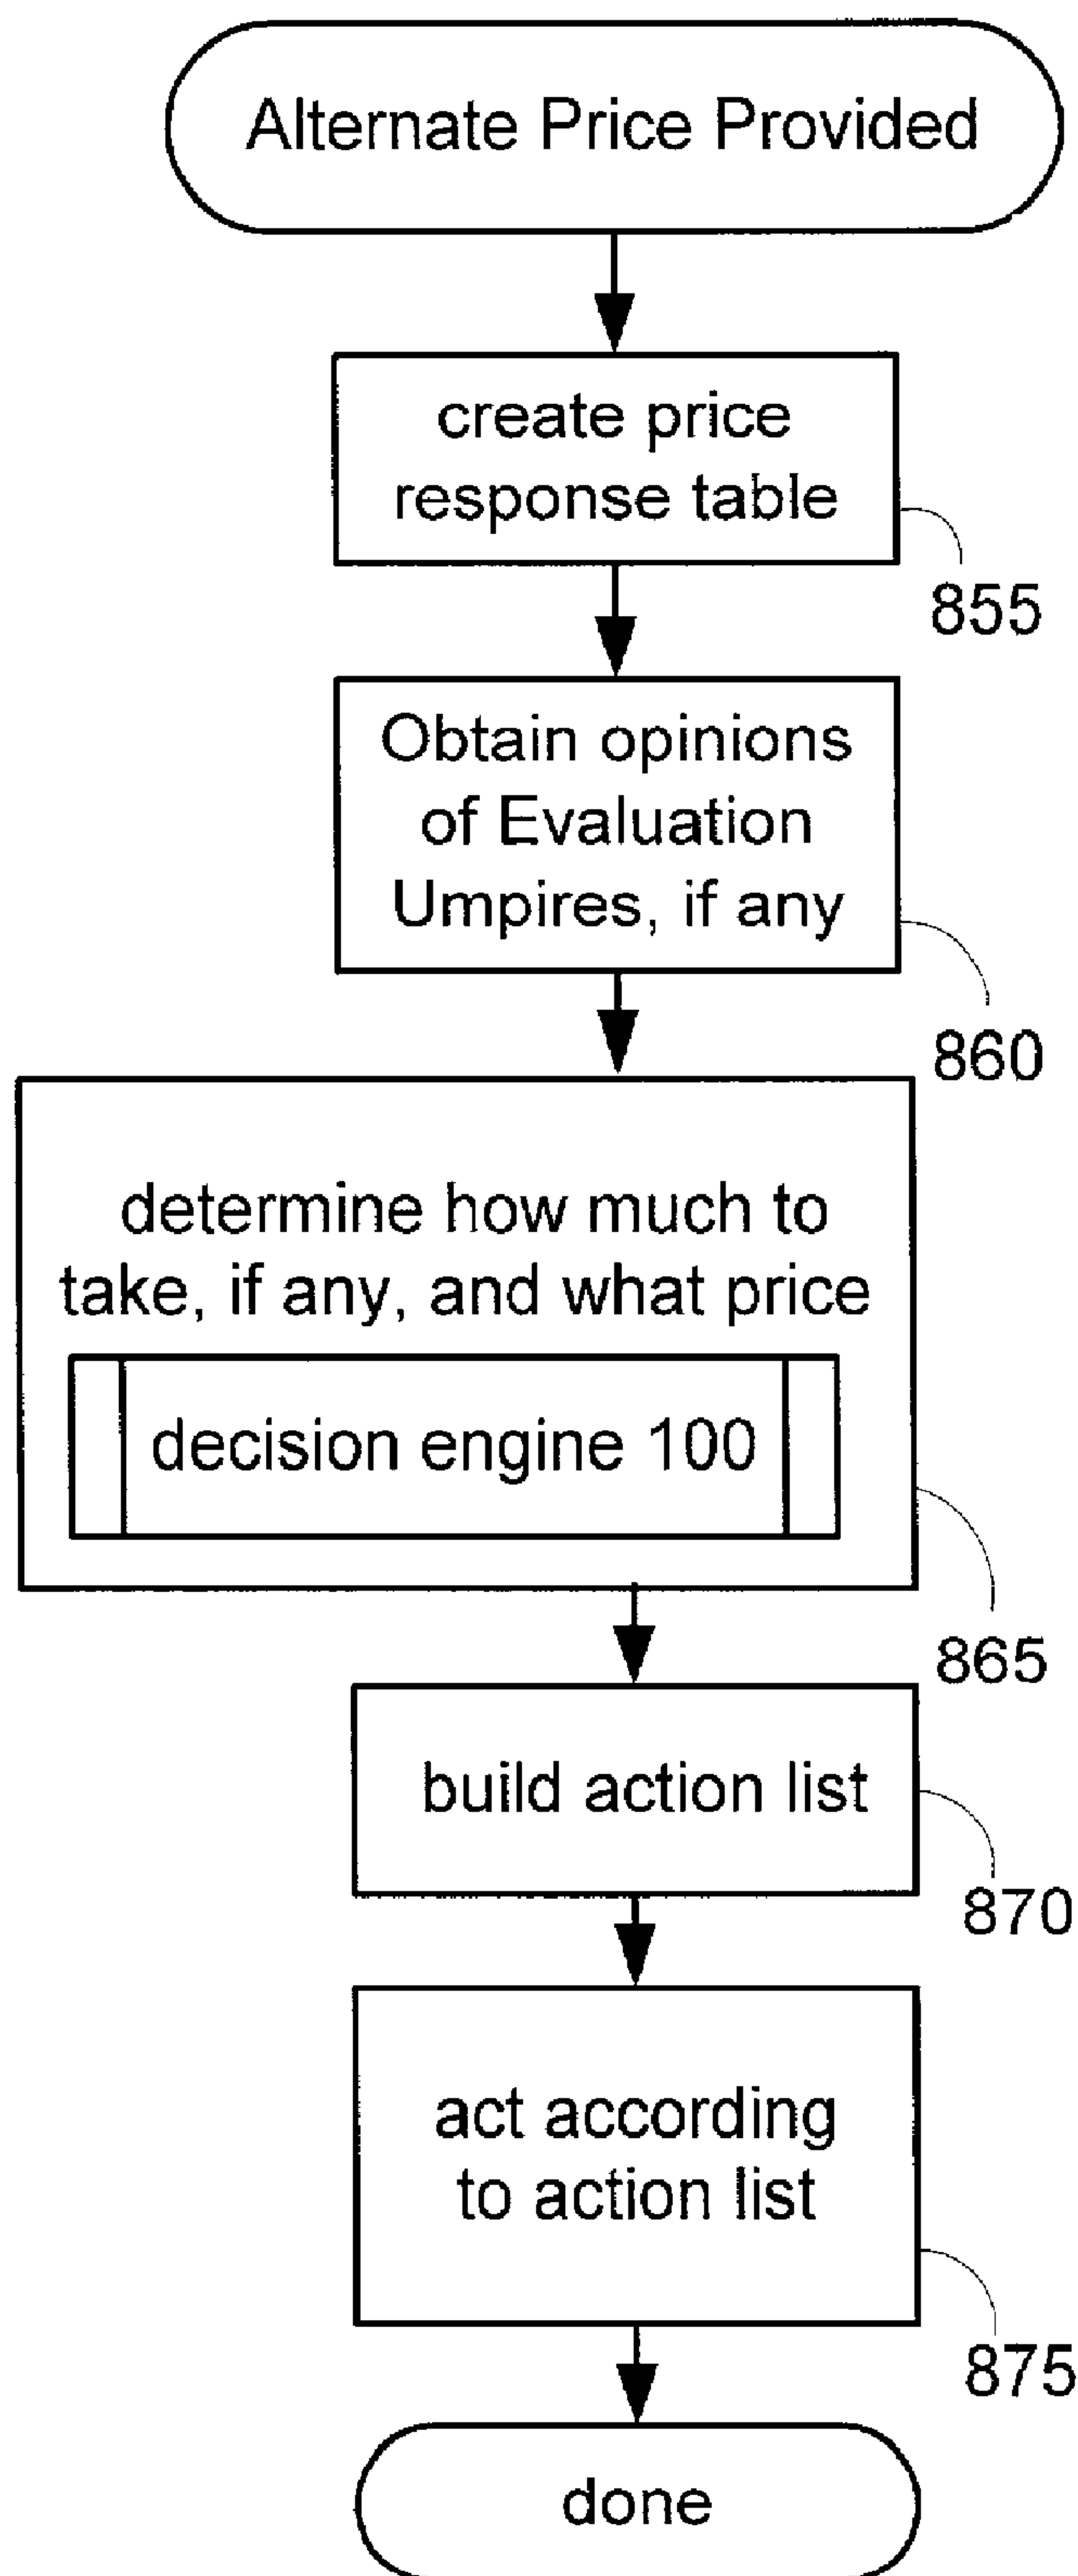 Alternate Price Provided
create price
response table
855
Obtain opinions
of Evaluation
Umpires, if any
860
determine how much to
take, if any, and what price
decision engine 100
865
build action list
870
act according
to action list
875
done